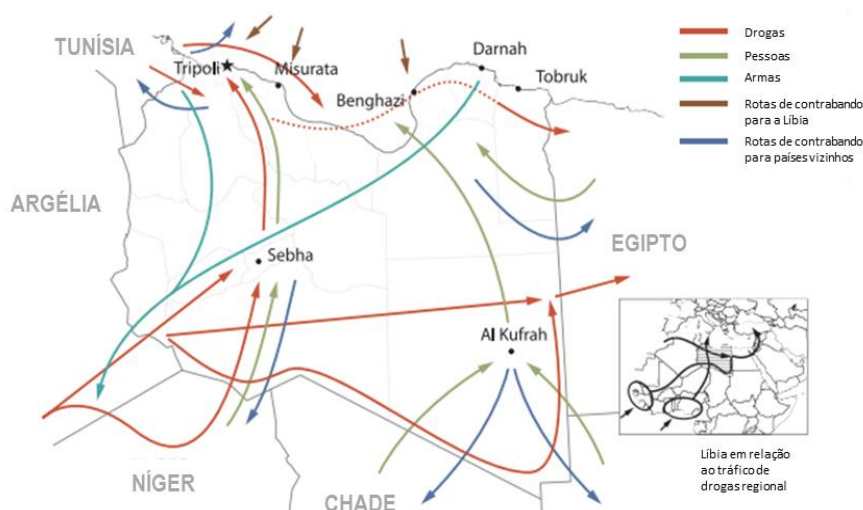 TUNÍSIA
Tripoli
Misurata
Benghazi
Darnah
Tobruk
ARGÉLIA
Sebha
EGIPTO
Al Kufrah
NÍGER
CHADE
Drogas
Pessoas
Armas
Rotas de contrabando
para a Líbia
Rotas de contrabando
para países vizinhos
Líbia em relação
ao tráfico de
drogas regional